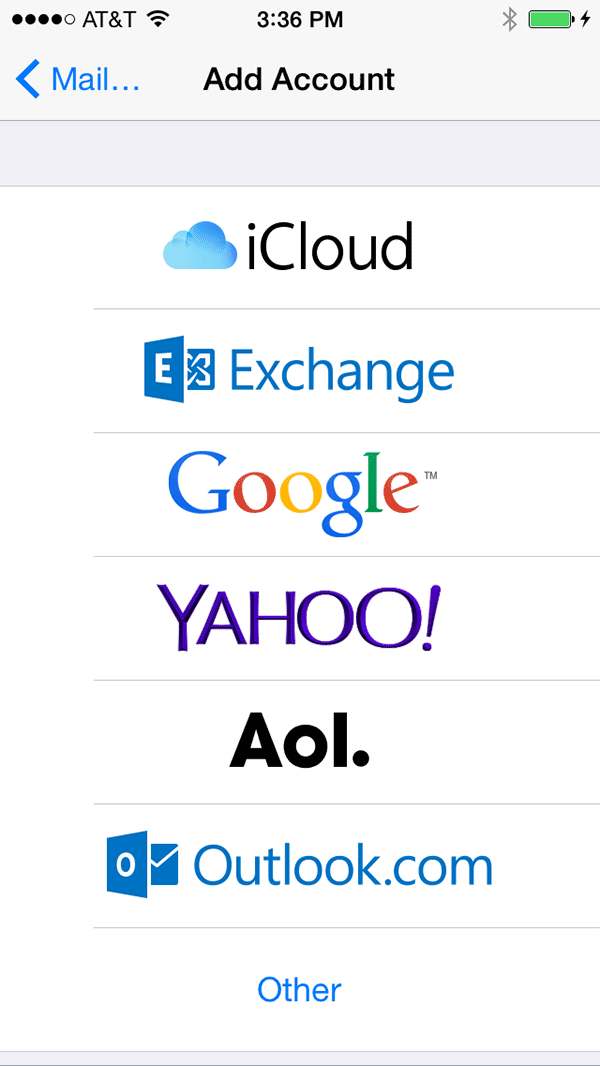 AT&T 3:36 PM
Mail... Add Account
iCloud
E Exchange
Google™
YAHOO!
Aol.
O Outlook.com
Other